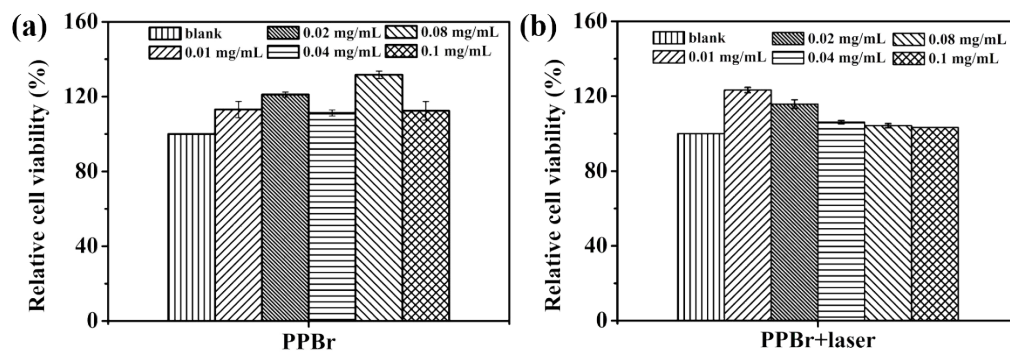 (a)
Relative cell viability (%)
160
120
80
40
0
blank
0.02 mg/mL
0.08 mg/mL
0.01 mg/mL
0.04 mg/mL
0.1 mg/mL
PPBr
(b)
Relative cell viability (%)
160
120
80
40
0
blank
0.02 mg/mL
0.08 mg/mL
0.01 mg/mL
0.04 mg/mL
0.1 mg/mL
PPBr+laser